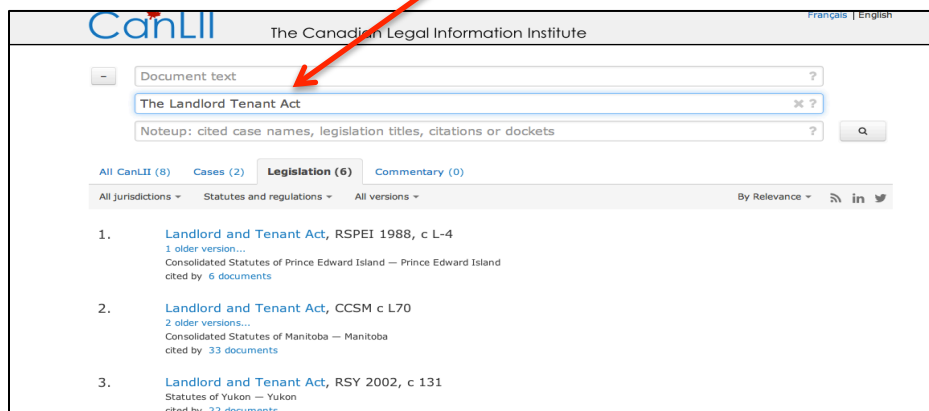 CanLII
The Canadian Legal Information Institute
Français | English
− Document text ?
The Landlord Tenant Act ✖ ?
Noteup: cited case names, legislation titles, citations or dockets ?
All CanLII (8) Cases (2) Legislation (6) Commentary (0)
All jurisdictions Statutes and regulations All versions By Relevance in
1. Landlord and Tenant Act, RSPEI 1988, c L-4
1 older version...
Consolidated Statutes of Prince Edward Island — Prince Edward Island
cited by 6 documents
2. Landlord and Tenant Act, CCSM c L70
2 older versions...
Consolidated Statutes of Manitoba — Manitoba
cited by 33 documents
3. Landlord and Tenant Act, RSY 2002, c 131
Statutes of Yukon — Yukon
cited by 22 documents